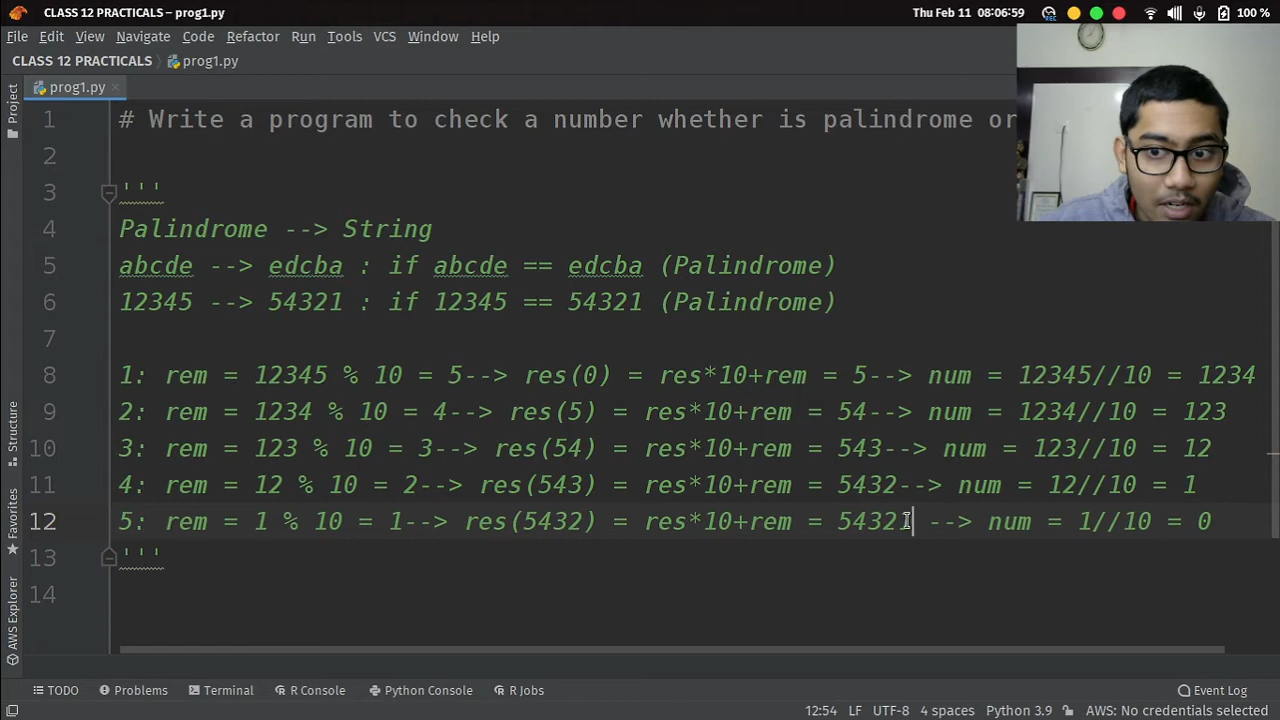 CLASS 12 PRACTICALS – prog1.py
Thu Feb 11 08:06:59
REC
100 %
File Edit View Navigate Code Refactor Run Tools VCS Window Help
CLASS 12 PRACTICALS prog1.py
prog1.py
Project
Structure
Favorites
AWS Explorer
1 # Write a program to check a number whether is palindrome or
2
3 '''
4 Palindrome --> String
5 abcde --> edcba : if abcde == edcba (Palindrome)
6 12345 --> 54321 : if 12345 == 54321 (Palindrome)
7
8 1: rem = 12345 % 10 = 5--> res(0) = res*10+rem = 5--> num = 12345//10 = 1234
9 2: rem = 1234 % 10 = 4--> res(5) = res*10+rem = 54--> num = 1234//10 = 123
10 3: rem = 123 % 10 = 3--> res(54) = res*10+rem = 543--> num = 123//10 = 12
11 4: rem = 12 % 10 = 2--> res(543) = res*10+rem = 5432--> num = 12//10 = 1
12 5: rem = 1 % 10 = 1--> res(5432) = res*10+rem = 54321 --> num = 1//10 = 0
13 '''
14
TODO Problems Terminal R Console Python Console R Jobs Event Log
12:54 LF UTF-8 4 spaces Python 3.9 AWS: No credentials selected